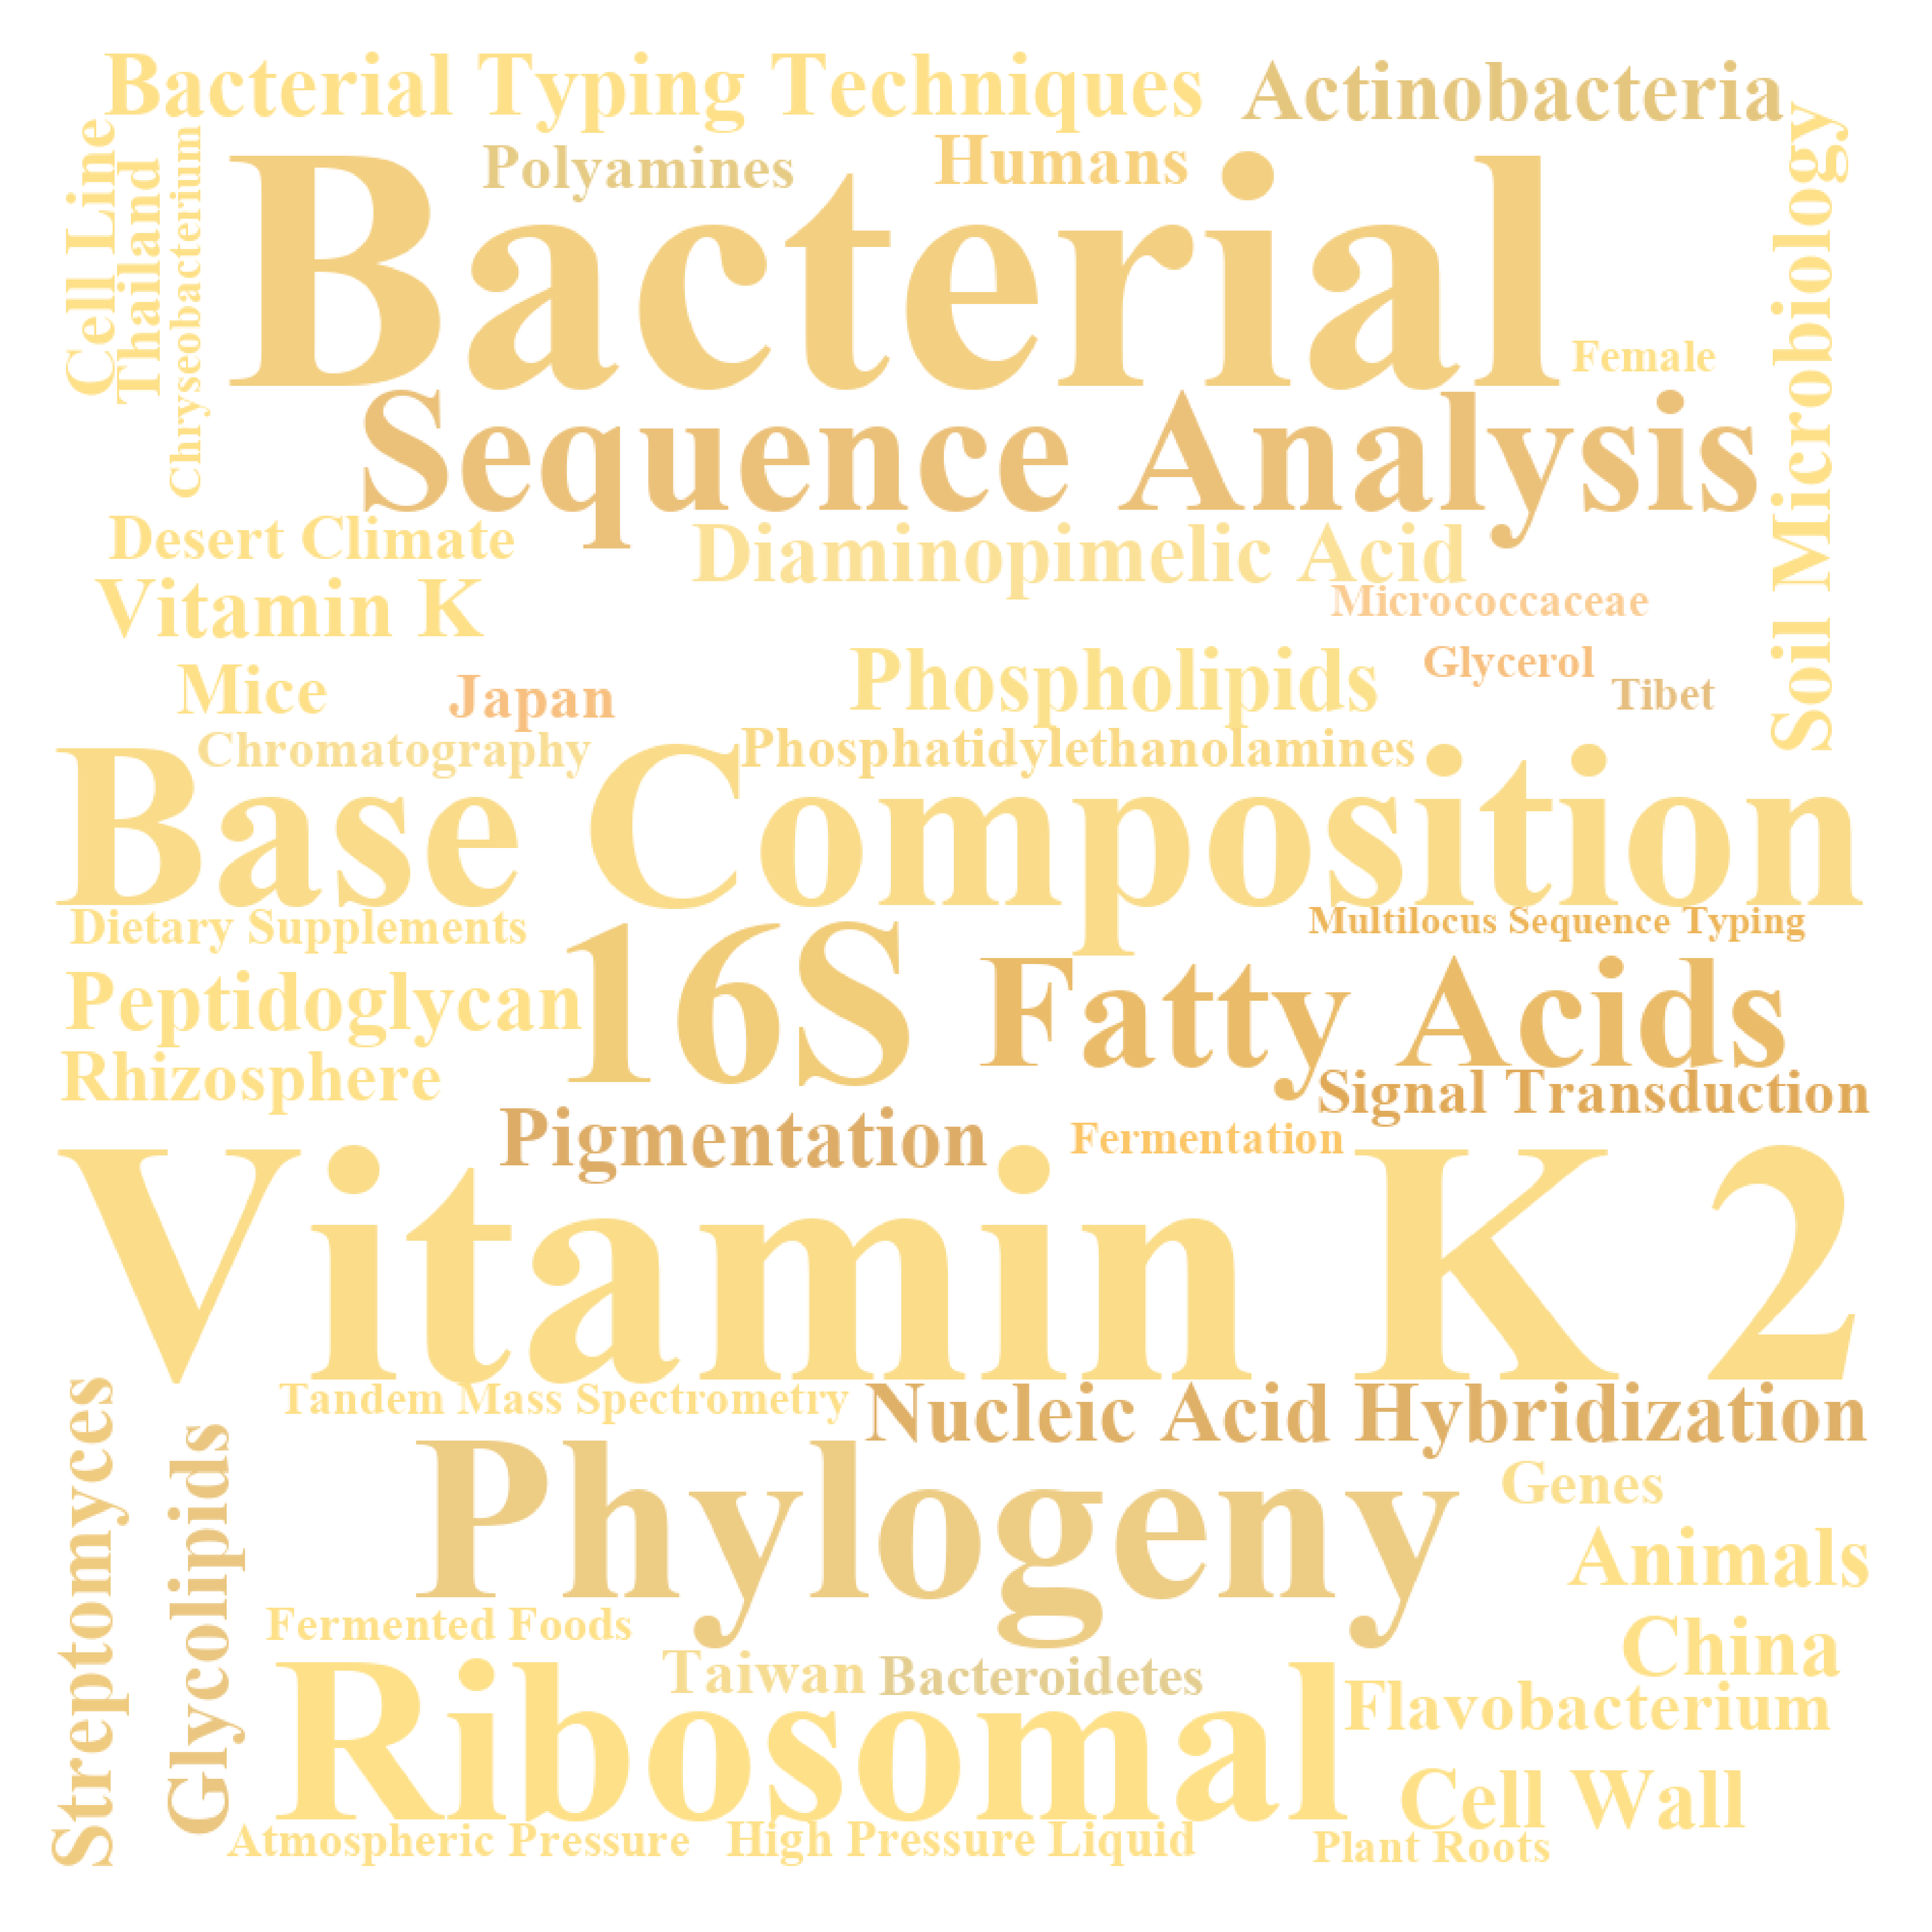 Bacterial Typing Techniques
Actinobacteria
Cell Line
Thailand
Chryseobacterium
Polyamines
Humans
Bacterial
Female
Soil Microbiology
Sequence Analysis
Desert Climate
Diaminopimelic Acid
Vitamin K
Micrococcaceae
Mice
Japan
Phospholipids
Glycerol
Tibet
Chromatography
Phosphatidylethanolamines
Base Composition
Dietary Supplements
16S
Multilocus Sequence Typing
Peptidoglycan
Fatty Acids
Rhizosphere
Signal Transduction
Pigmentation
Fermentation
Vitamin K 2
Tandem Mass Spectrometry
Nucleic Acid Hybridization
Streptomyces
Glycolipids
Phylogeny
Genes
Animals
Fermented Foods
China
Taiwan
Bacteroidetes
Ribosomal
Flavobacterium
Cell Wall
Atmospheric Pressure
High Pressure Liquid
Plant Roots